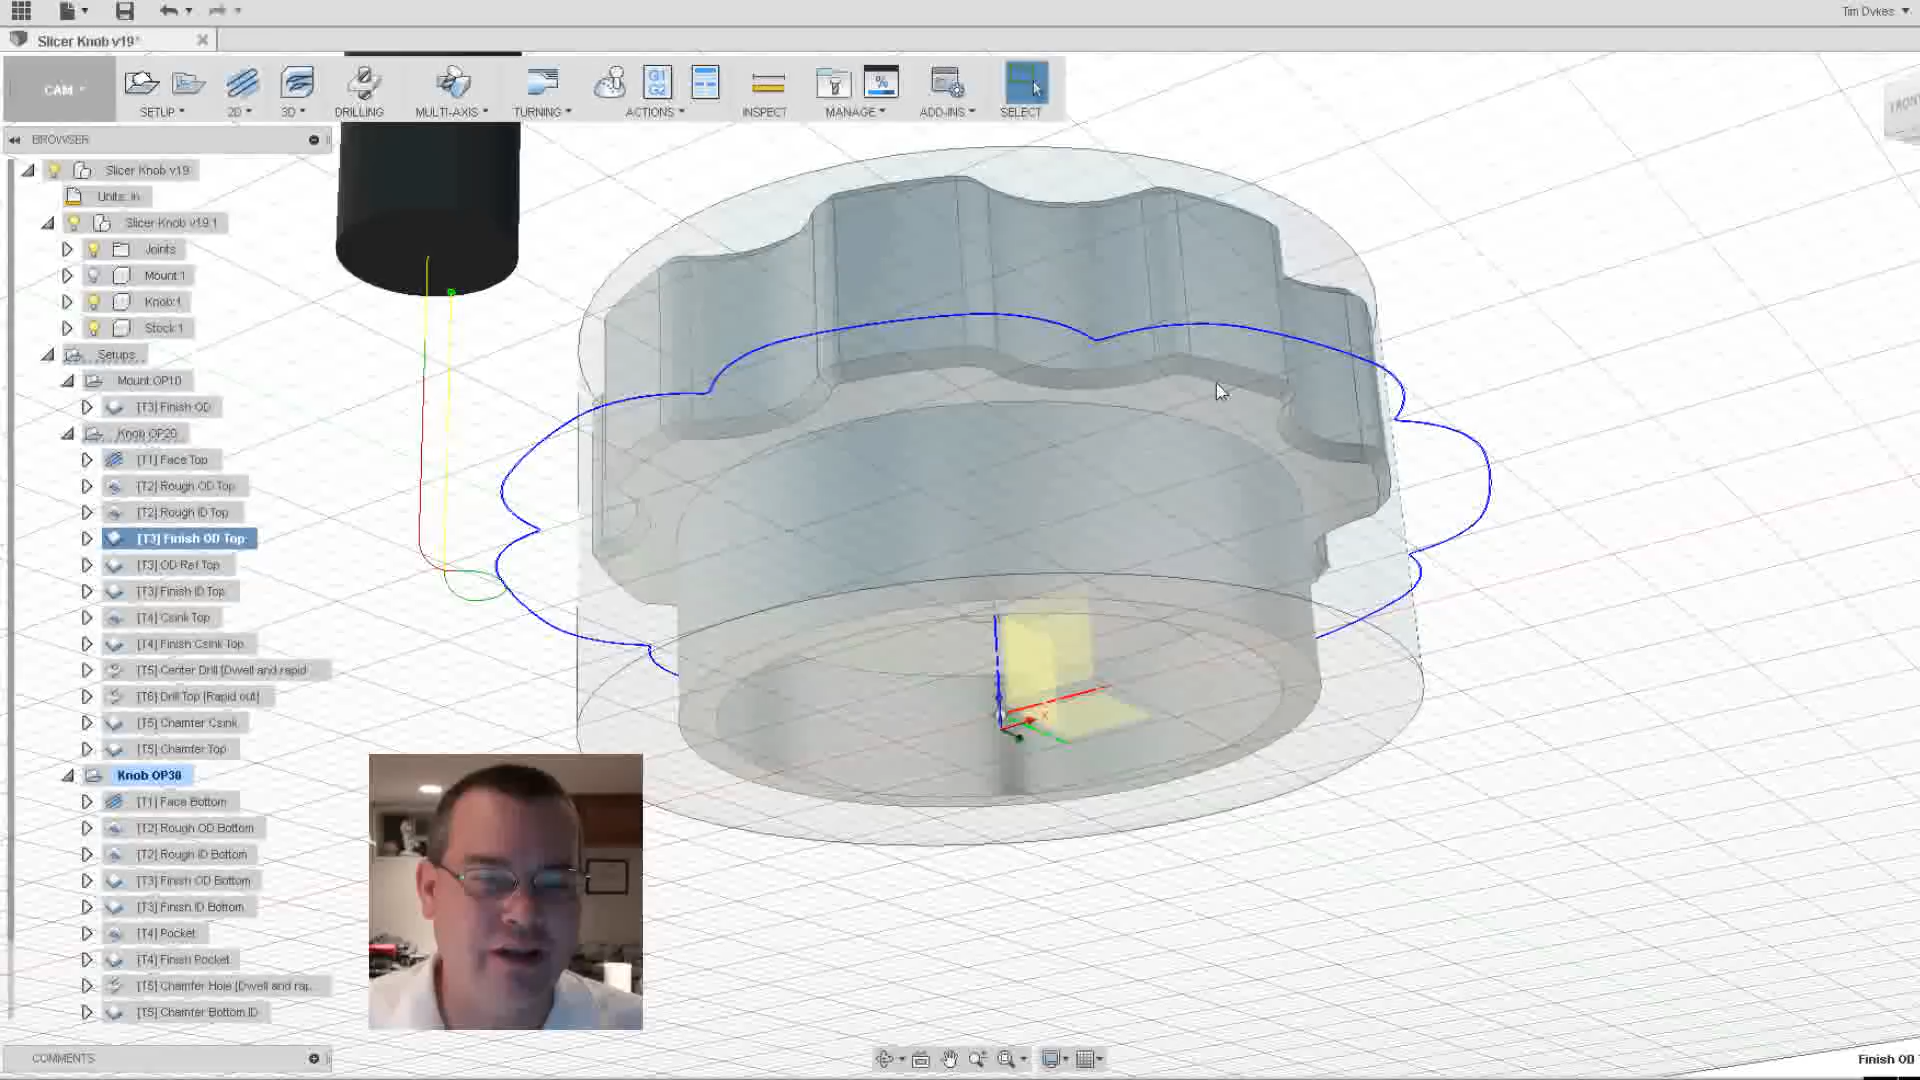 Tim Dykes
Slicer Knob v19*
CAM
SETUP
2D
3D
DRILLING
MULTI-AXIS
TURNING
G1
G2
ACTIONS
INSPECT
%
MANAGE
ADD-INS
SELECT
FRONT
BROWSER
Slicer Knob v19
Units: in
Slicer Knob v19:1
Joints
Mount:1
Knob:1
Stock:1
Setups
Mount OP10
[T3] Finish OD
Knob OP20
[T1] Face Top
[T2] Rough OD Top
[T2] Rough ID Top
[T3] Finish OD Top
[T3] OD Ref Top
[T3] Finish ID Top
[T4] Csink Top
[T4] Finish Csink Top
[T5] Center Drill [Dwell and rapid
[T6] Drill Top [Rapid out]
[T5] Chamfer Csink
[T5] Chamfer Top
Knob OP30
[T1] Face Bottom
[T2] Rough OD Bottom
[T2] Rough ID Bottom
[T3] Finish OD Bottom
[T3] Finish ID Bottom
[T4] Pocket
[T4] Finish Pocket
[T5] Chamfer Hole [Dwell and rap..
[T5] Chamfer Bottom ID
X
COMMENTS
Finish OD